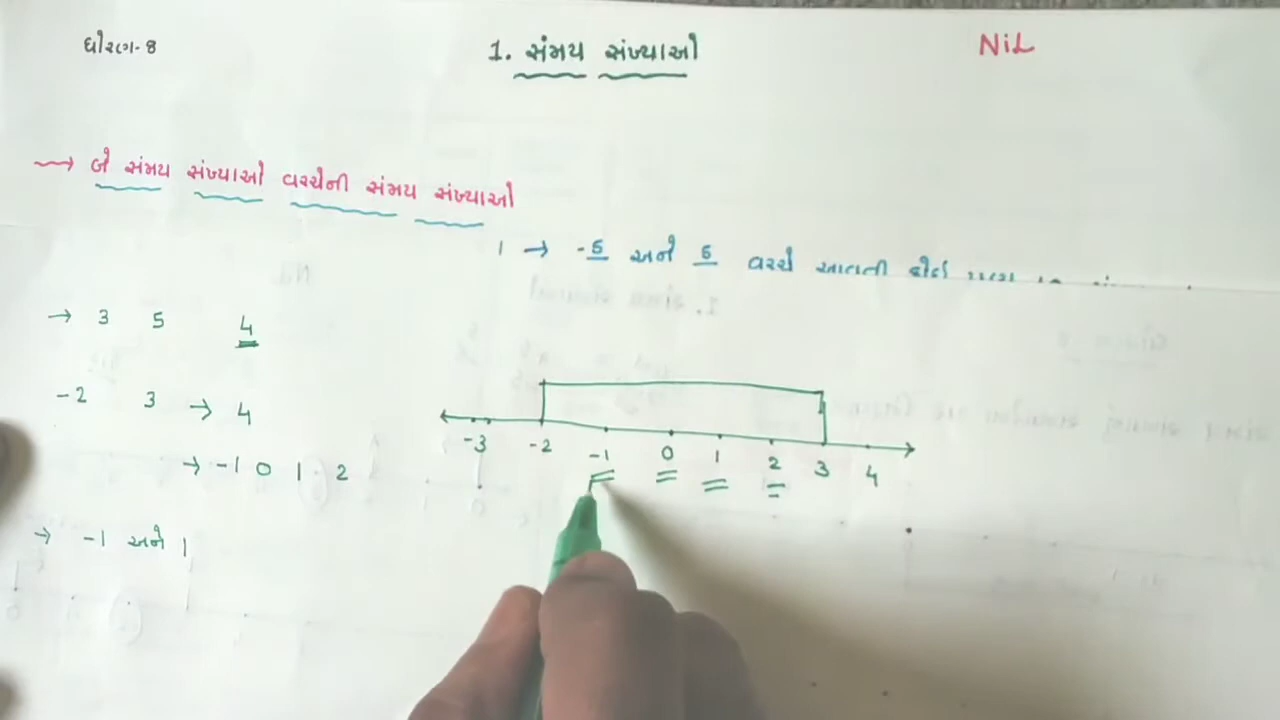 ધોરણ-8
1. સંમેય સંખ્યાઓ
NiL
બે સંમય સંખ્યાઓ વચ્ચેની સંમય સંખ્યાઓ
1 → -5 અને 5 વચ્ચે આવતી કોઈ
→ 3 5 4
-2 3 → 4
→ -1 0 1 2
→ -1 અને 1
-3 -2 -1 0 1 2 3 4